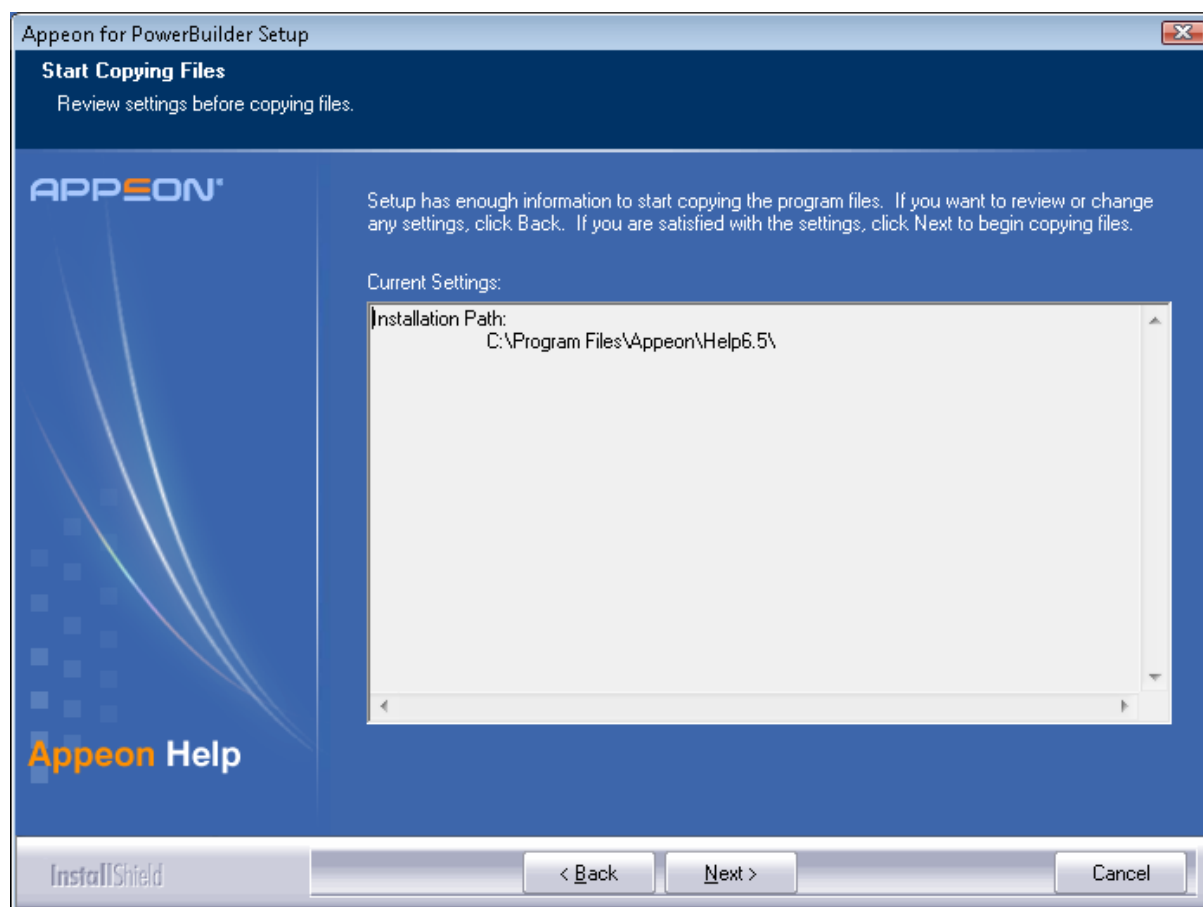 Appeon for PowerBuilder Setup
Start Copying Files
Review settings before copying files.
APPEON
Setup has enough information to start copying the program files. If you want to review or change
any settings, click Back. If you are satisfied with the settings, click Next to begin copying files.
Current Settings:
Installation Path:
C:\Program Files\Appeon\Help6.5\
Appeon Help
InstallShield
< Back
Next >
Cancel